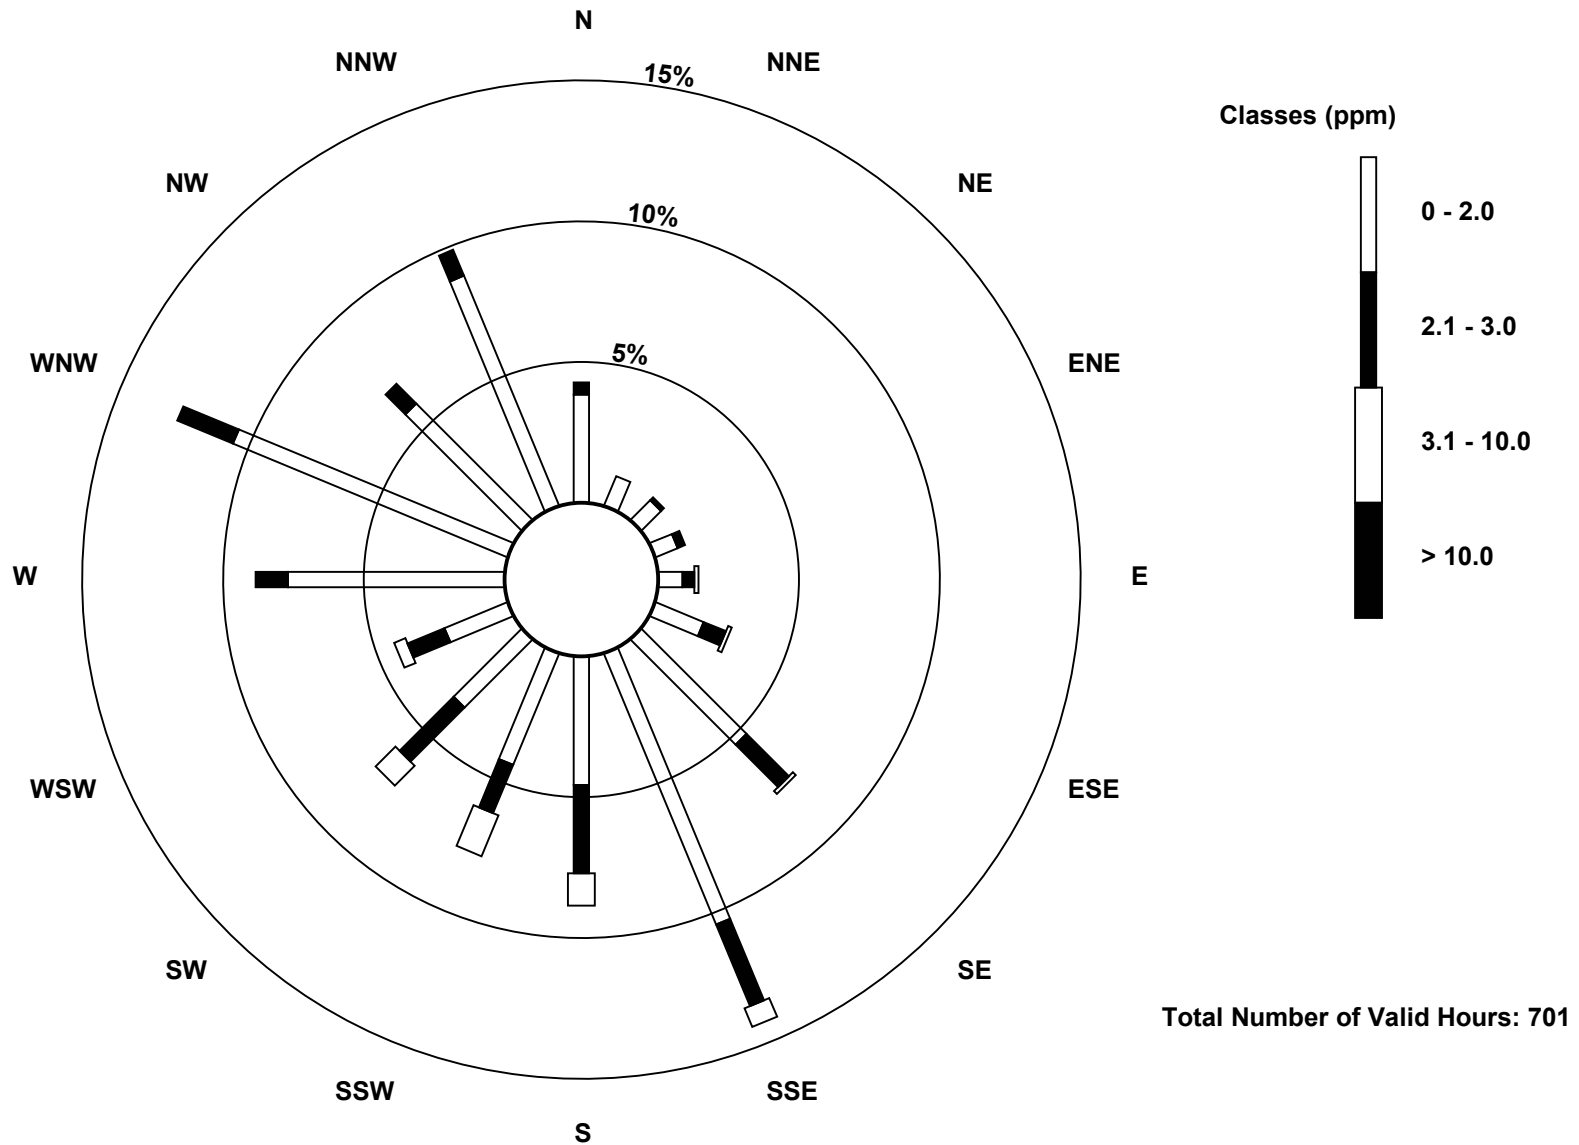 N
NNW
NNE
15%
Classes (ppm)
NW
NE
10%
0 - 2.0
2.1 - 3.0
5%
WNW
ENE
3.1 - 10.0
> 10.0
W
E
WSW
ESE
SW
SE
Total Number of Valid Hours: 701
SSW
SSE
S